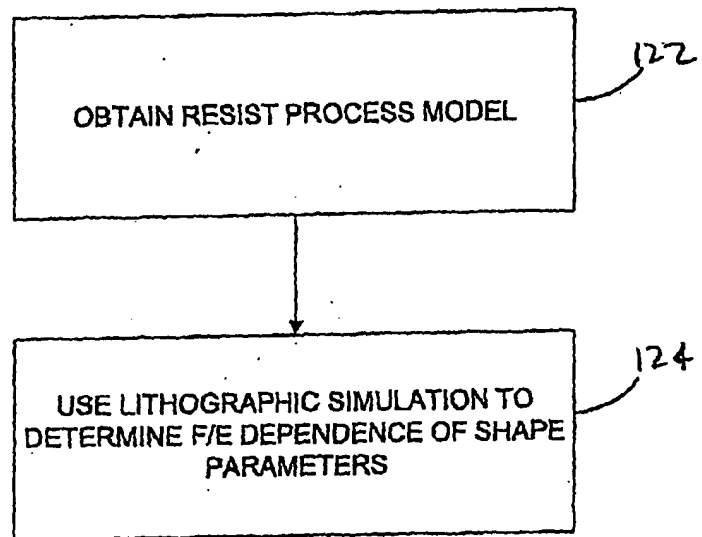 122
OBTAIN RESIST PROCESS MODEL
124
USE LITHOGRAPHIC SIMULATION TO
DETERMINE F/E DEPENDENCE OF SHAPE
PARAMETERS